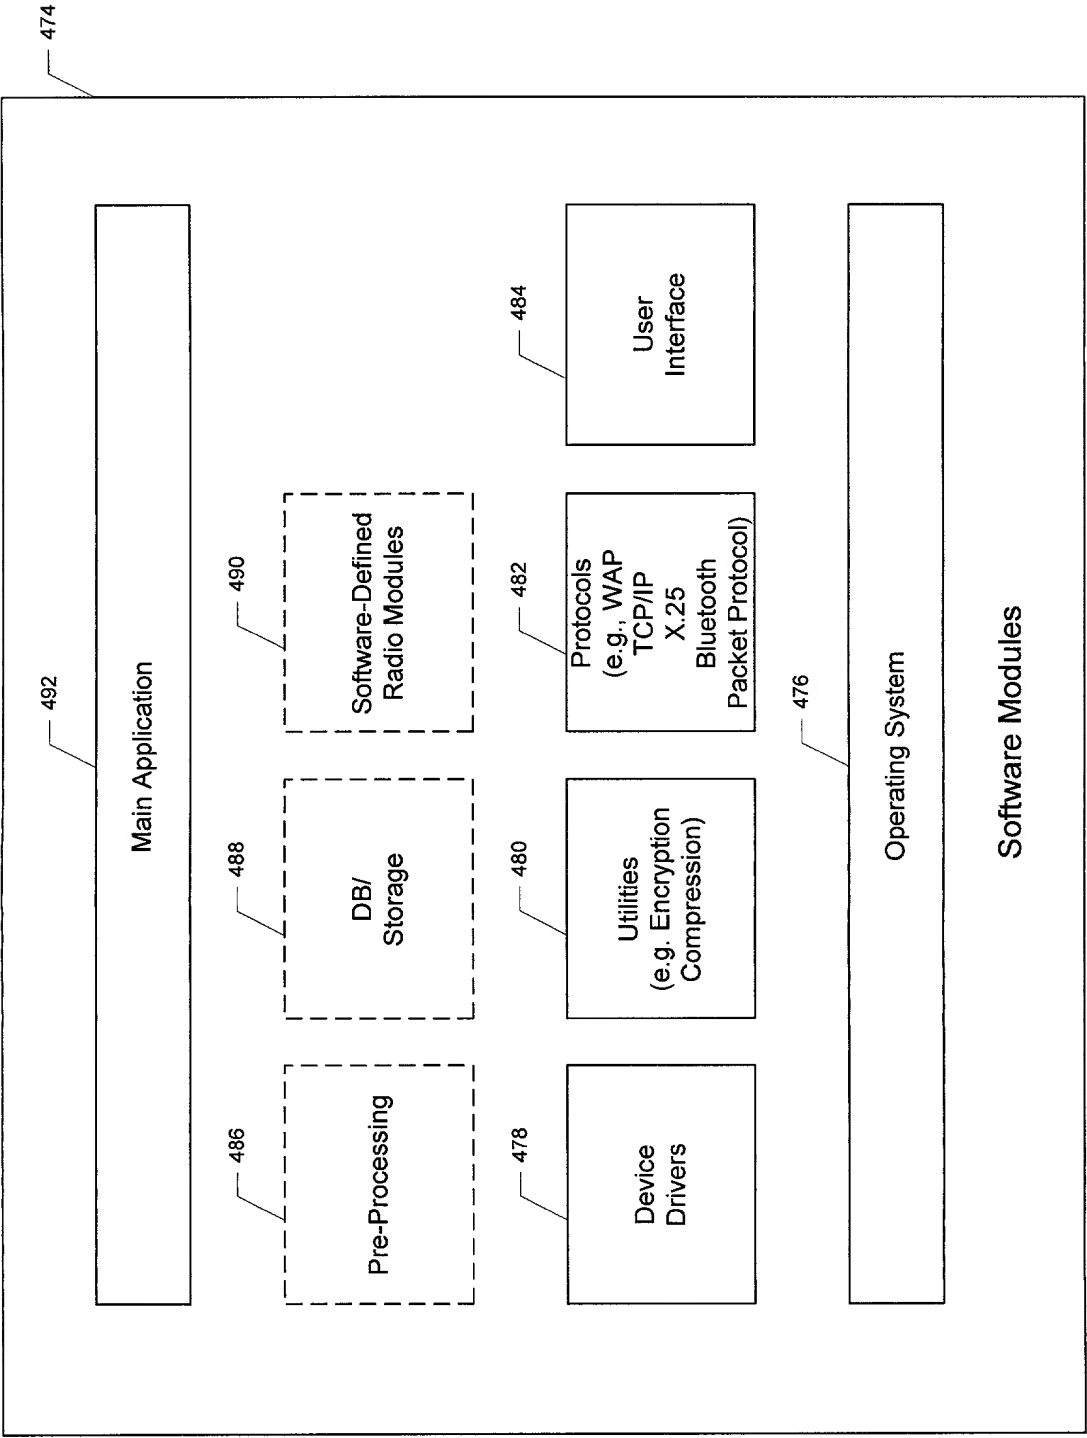 474
492
Main Application
486
Pre-Processing
488
DB/
Storage
490
Software-Defined
Radio Modules
478
Device
Drivers
480
Utilities
(e.g. Encryption
Compression)
482
Protocols
(e.g., WAP
TCP/IP
X.25
Bluetooth
Packet Protocol)
484
User
Interface
476
Operating System
Software Modules